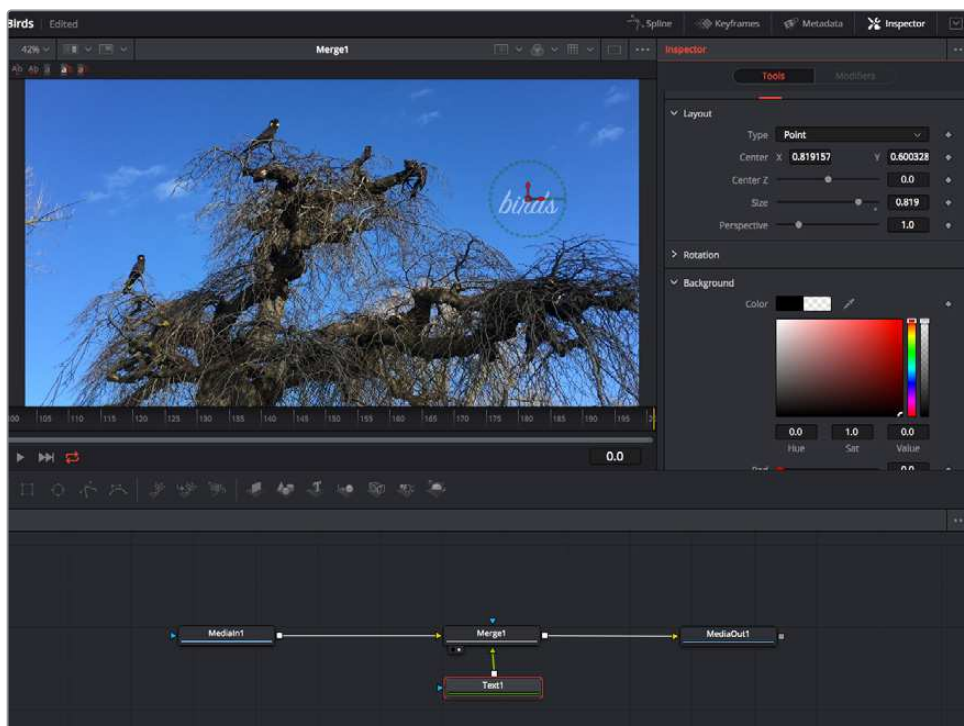 Birds Edited Spline Keyframes Metadata Inspector
42% Merge1 Inspector
Tools Modifiers
Layout
Type Point
Center X 0.819157 Y 0.600328
Center Z 0.0
birds
Size 0.819
Perspective 1.0
Rotation
Background
Color
105 110 115 120 125 130 135 140 145 150 155 160 165 170 175 180 185 190 195
0.0 1.0 0.0
Hue Sat Value
0.0
MediaIn1 Merge1 MediaOut1
Text1